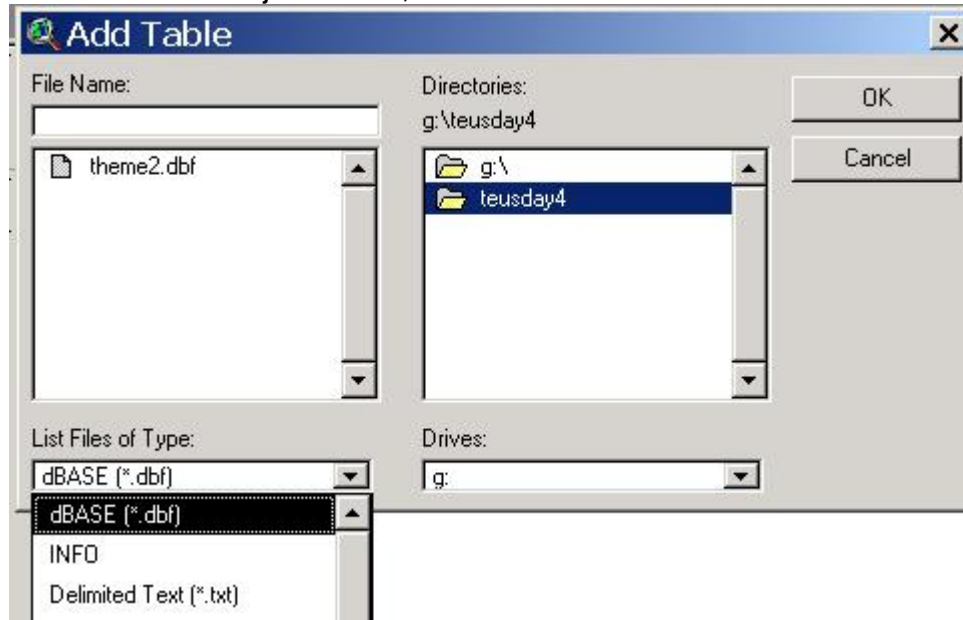 Add Table
File Name:
theme2.dbf
Directories:
g:\teusday4
g:\
teusday4
OK
Cancel
List Files of Type:
dBASE (*.dbf)
dBASE (*.dbf)
INFO
Delimited Text (*.txt)
Drives:
g: